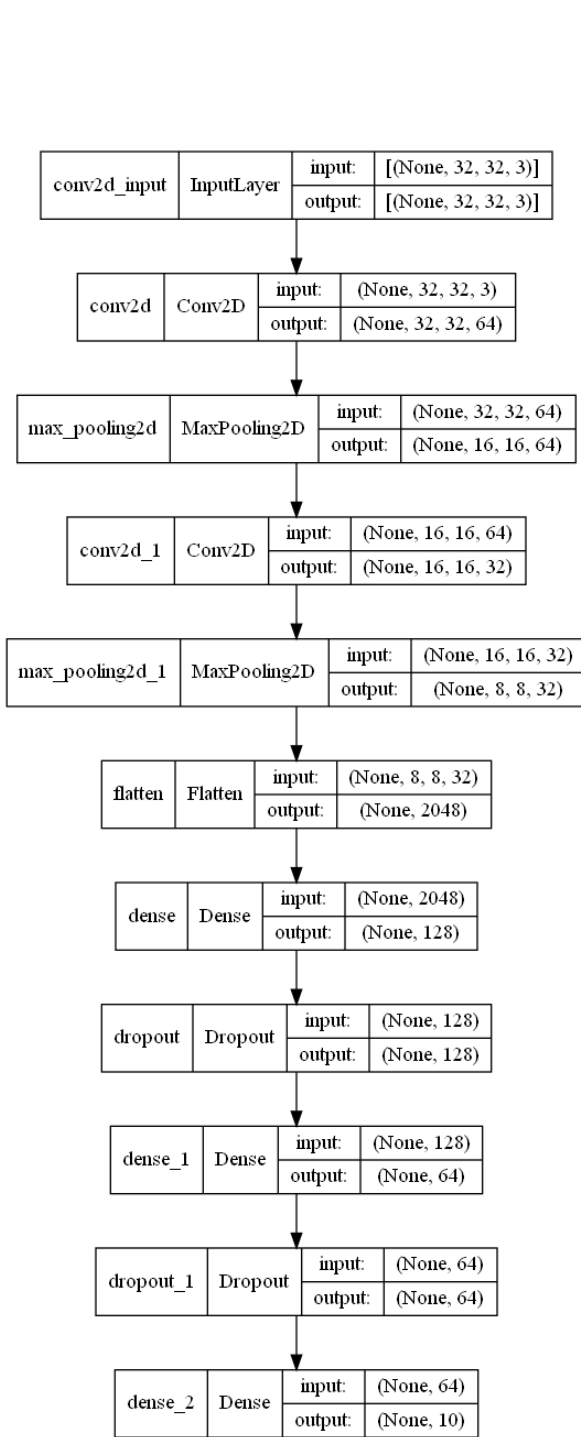 conv2d_input InputLayer input: [(None, 32, 32, 3)]
output: [(None, 32, 32, 3)]
conv2d Conv2D input: (None, 32, 32, 3)
output: (None, 32, 32, 64)
max_pooling2d MaxPooling2D input: (None, 32, 32, 64)
output: (None, 16, 16, 64)
conv2d_1 Conv2D input: (None, 16, 16, 64)
output: (None, 16, 16, 32)
max_pooling2d_1 MaxPooling2D input: (None, 16, 16, 32)
output: (None, 8, 8, 32)
flatten Flatten input: (None, 8, 8, 32)
output: (None, 2048)
dense Dense input: (None, 2048)
output: (None, 128)
dropout Dropout input: (None, 128)
output: (None, 128)
dense_1 Dense input: (None, 128)
output: (None, 64)
dropout_1 Dropout input: (None, 64)
output: (None, 64)
dense_2 Dense input: (None, 64)
output: (None, 10)